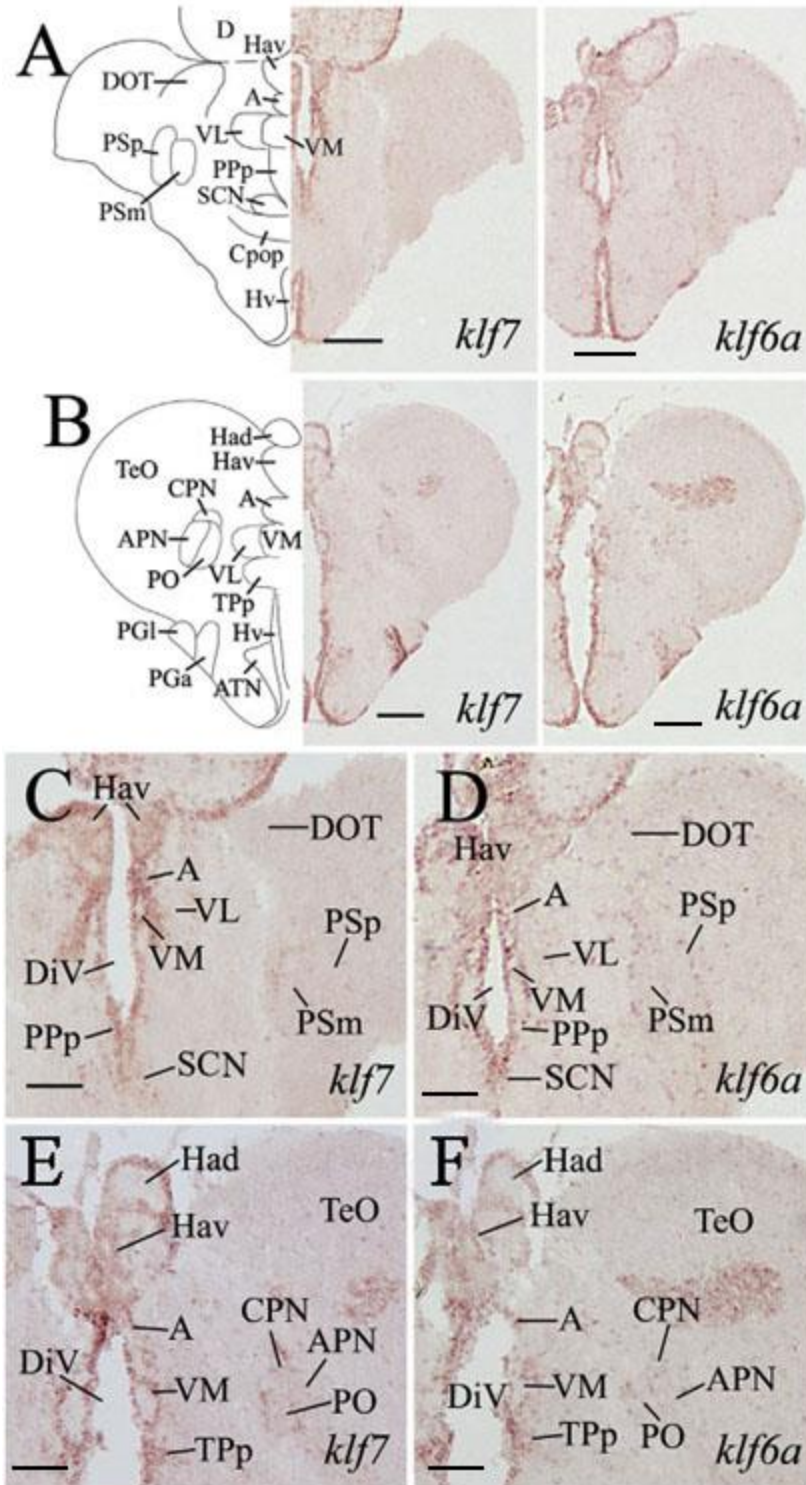 A
D
Hav
DOT
A
PSp
VL
VM
PPp
PSm
SCN
Cpop
Hv
klf7
klf6a
B
Had
TeO
Hav
CPN
A
APN
VM
PO
VL
TPp
PGl
Hv
PGa
ATN
klf7
klf6a
C
Hav
DOT
A
VL
PSp
VM
DiV
PSm
PPp
SCN
klf7
D
Hav
DOT
A
PSp
VL
VM
DiV
PPp
PSm
SCN
klf6a
E
Had
TeO
Hav
CPN
A
APN
DiV
VM
PO
TPp
klf7
F
Had
Hav
TeO
CPN
A
APN
DiV
VM
PO
TPp
klf6a